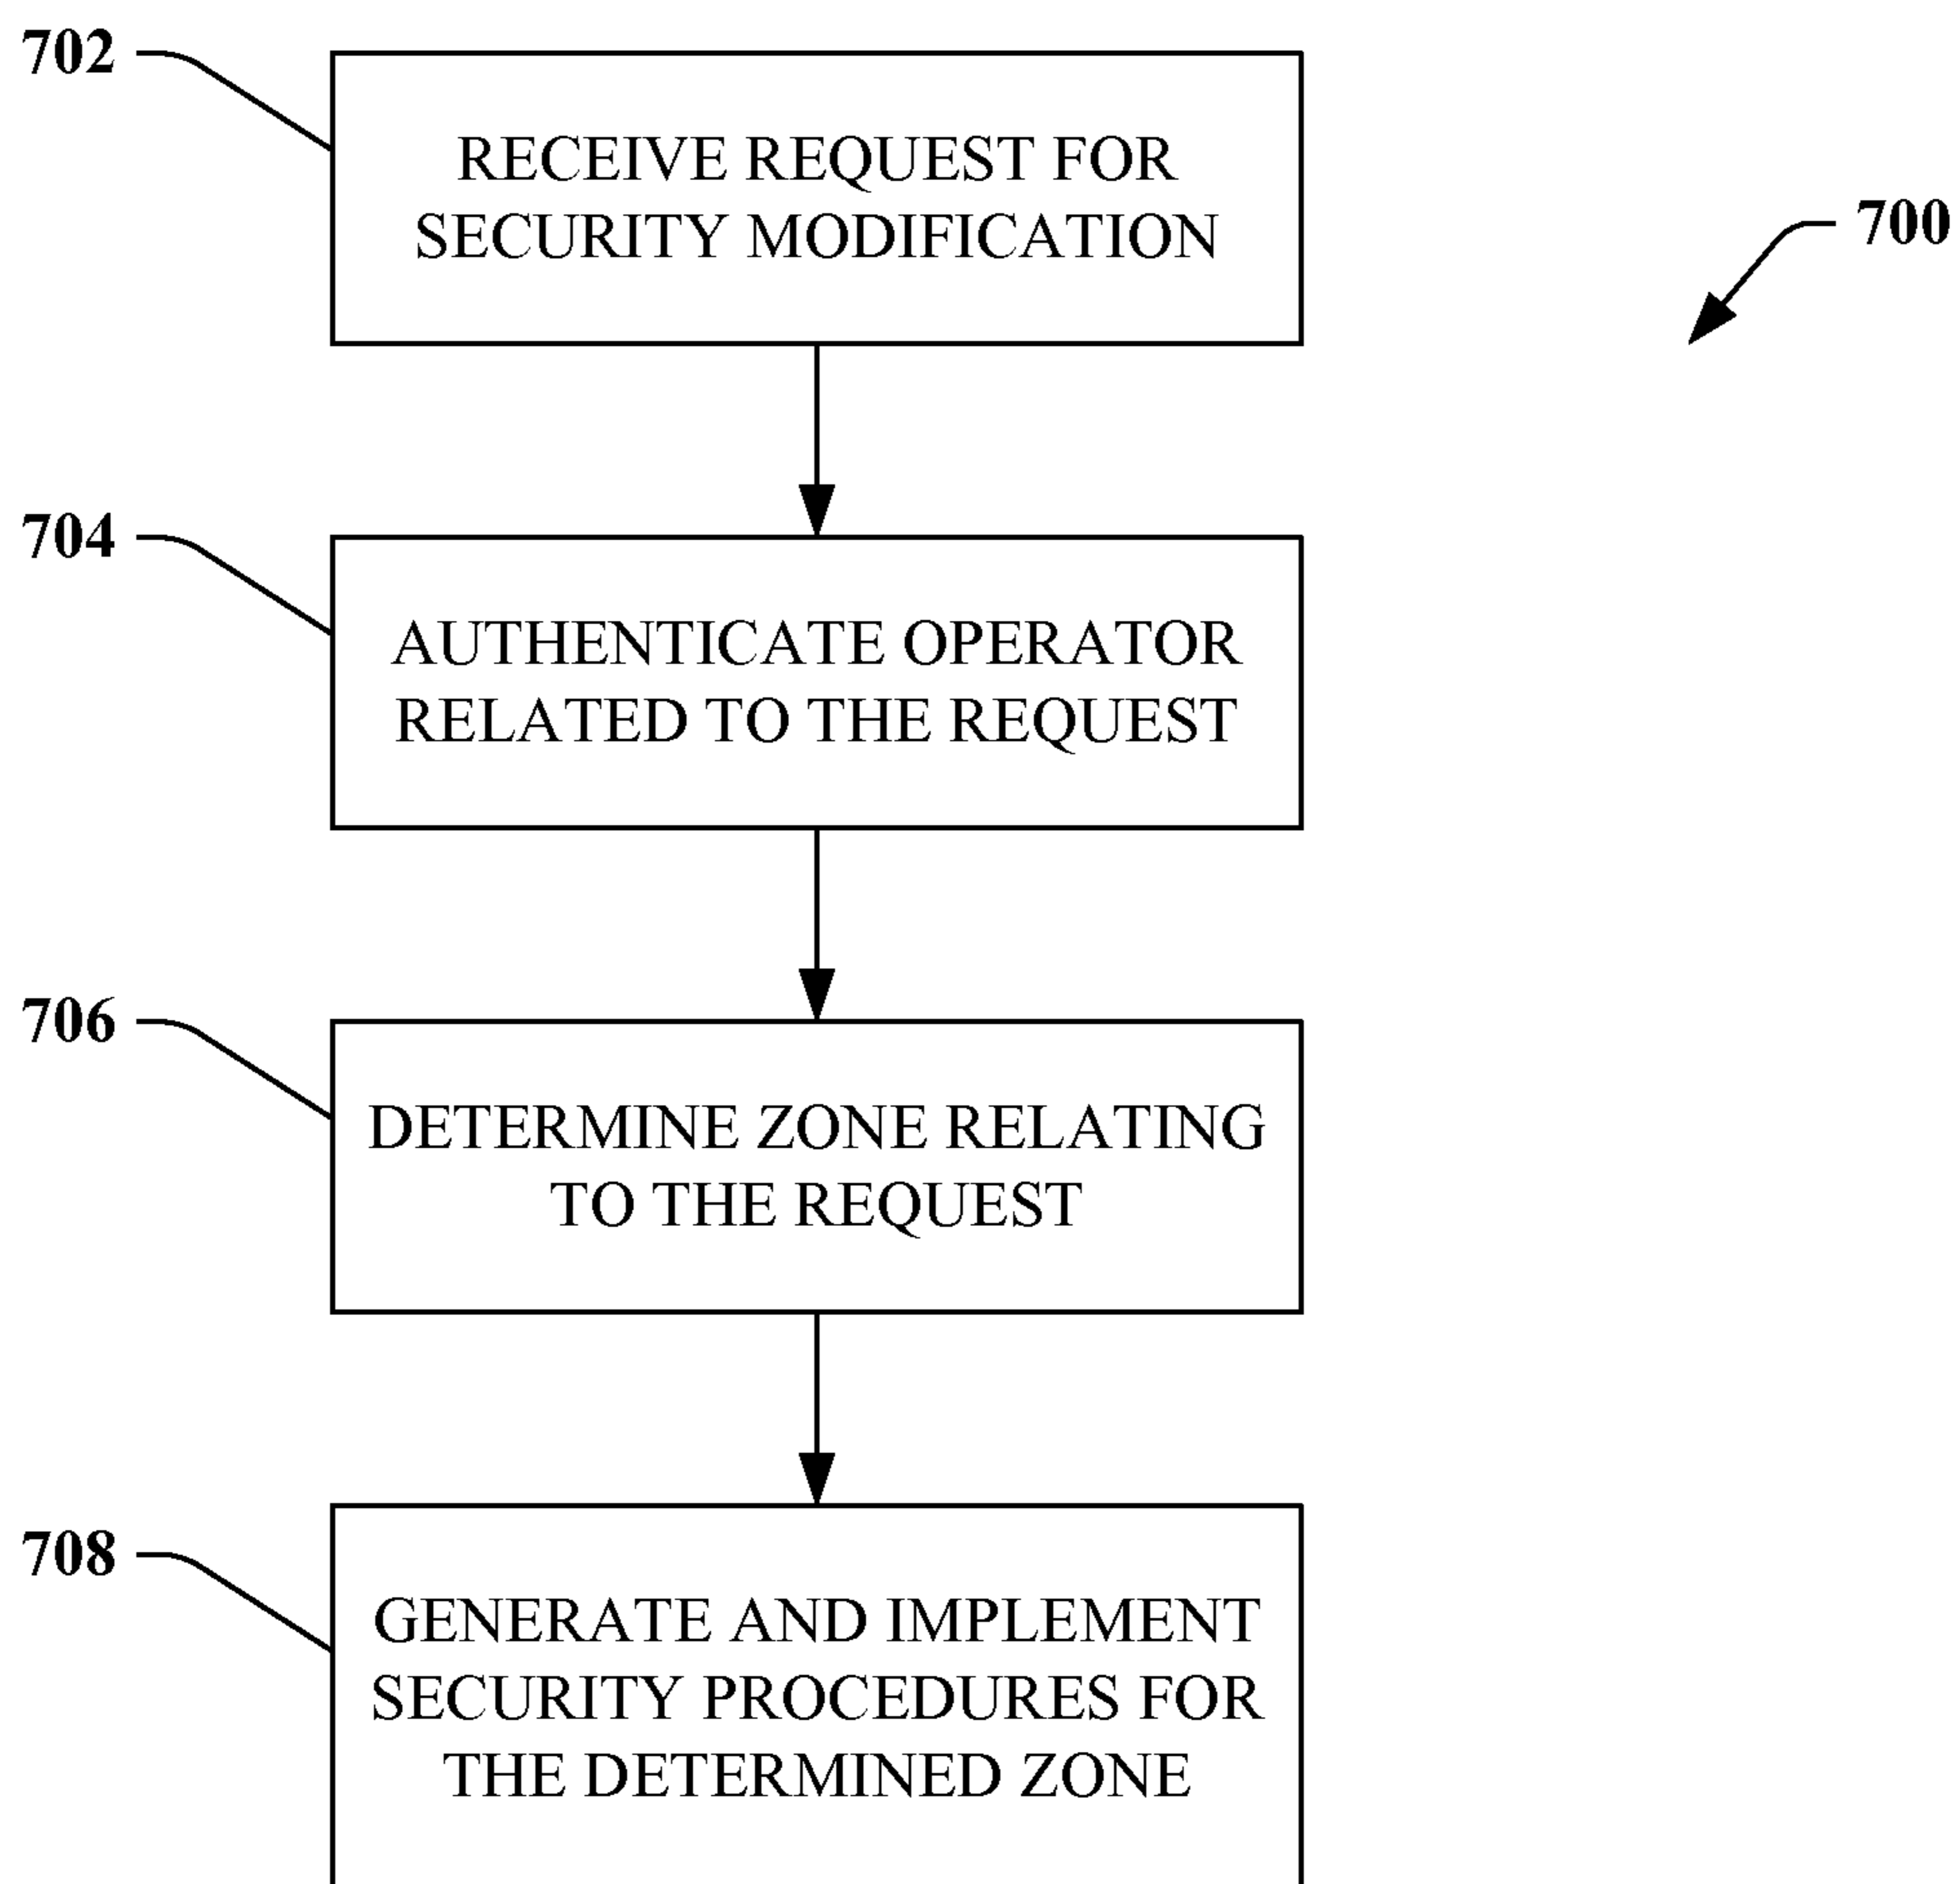 702
RECEIVE REQUEST FOR
SECURITY MODIFICATION
700
704
AUTHENTICATE OPERATOR
RELATED TO THE REQUEST
706
DETERMINE ZONE RELATING
TO THE REQUEST
708
GENERATE AND IMPLEMENT
SECURITY PROCEDURES FOR
THE DETERMINED ZONE